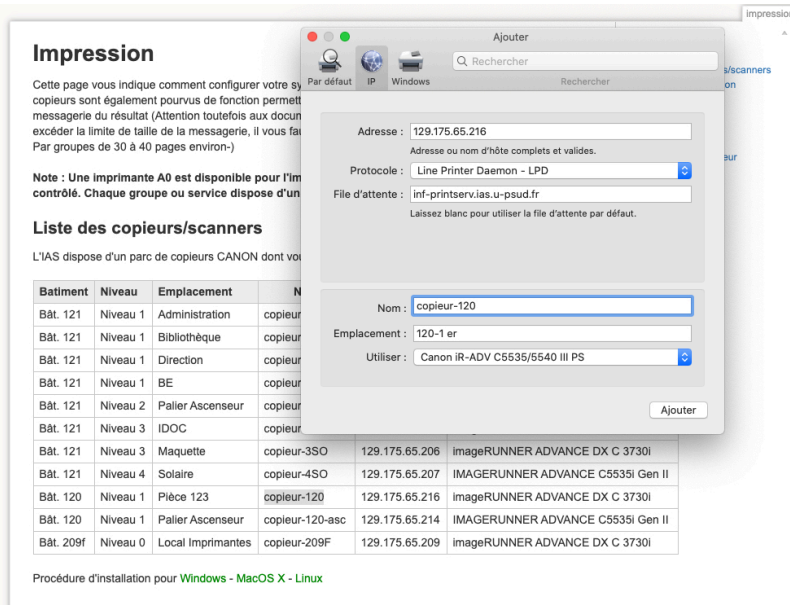 impression
Impression
Cette page vous indique comment configurer votre sy
copieurs sont également pourvus de fonction permett
messagerie du résultat (Attention toutefois aux docum
excéder la limite de taille de la messagerie, il vous fau
Par groupes de 30 à 40 pages environ-)
Note : Une imprimante A0 est disponible pour l'im
contrôlé. Chaque groupe ou service dispose d'un
s/scanners
on
eur
Liste des copieurs/scanners
L'IAS dispose d'un parc de copieurs CANON dont vou
Ajouter
Par défaut IP Windows
Rechercher
Rechercher
Adresse : 129.175.65.216
Adresse ou nom d'hôte complets et valides.
Protocole : Line Printer Daemon - LPD
File d'attente : inf-printserv.ias.u-psud.fr
Laissez blanc pour utiliser la file d'attente par défaut.
Nom : copieur-120
Emplacement : 120-1 er
Utiliser : Canon iR-ADV C5535/5540 III PS
Ajouter
Batiment Niveau Emplacement N
Bât. 121 Niveau 1 Administration copieur
Bât. 121 Niveau 1 Bibliothèque copieur
Bât. 121 Niveau 1 Direction copieur
Bât. 121 Niveau 1 BE copieur
Bât. 121 Niveau 2 Palier Ascenseur copieur
Bât. 121 Niveau 3 IDOC copieur
Bât. 121 Niveau 3 Maquette copieur-3SO 129.175.65.206 imageRUNNER ADVANCE DX C 3730i
Bât. 121 Niveau 4 Solaire copieur-4SO 129.175.65.207 IMAGERUNNER ADVANCE C5535i Gen II
Bât. 120 Niveau 1 Pièce 123 copieur-120 129.175.65.216 imageRUNNER ADVANCE DX C 3730i
Bât. 120 Niveau 1 Palier Ascenseur copieur-120-asc 129.175.65.214 IMAGERUNNER ADVANCE C5535i Gen II
Bât. 209f Niveau 0 Local Imprimantes copieur-209F 129.175.65.209 imageRUNNER ADVANCE DX C 3730i
Procédure d'installation pour Windows - MacOS X - Linux